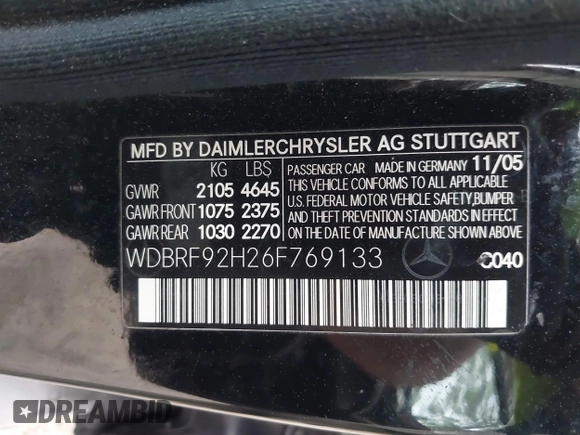 MFD BY DAIMLERCHRYSLER AG STUTTGART
KG LBS
GVWR 2105 4645
GAWR FRONT 1075 2375
GAWR REAR 1030 2270
PASSENGER CAR MADE IN GERMANY 11/05
THIS VEHICLE CONFORMS TO ALL APPLICABLE
U.S. FEDERAL MOTOR VEHICLE SAFETY, BUMPER
AND THEFT PREVENTION STANDARDS IN EFFECT
ON THE DATE OF MANUFACTURE SHOWN ABOVE.
WDBRF92H26F769133
C040
DREAMBID